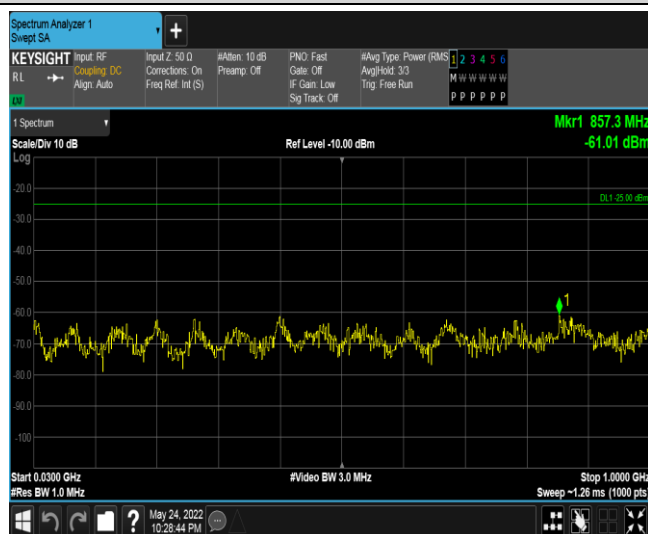 Spectrum Analyzer 1
Swept SA
+
KEYSIGHT Input: RF Input Z: 50 Ω #Atten: 10 dB PNO: Fast #Avg Type: Power (RMS 1 2 3 4 5 6
RL Coupling: DC Corrections: On Preamp: Off Gate: Off Avg|Hold: 3/3 M W W W W W
Align: Auto Freq Ref: Int (S) IF Gain: Low Trig: Free Run
Sig Track: Off P P P P P P
LXI
1 Spectrum Mkr1 857.3 MHz
Scale/Div 10 dB Ref Level -10.00 dBm -61.01 dBm
Log
-20.0
DL1 -25.00 dBm
-30.0
-40.0
-50.0
1
-60.0
-70.0
-80.0
-90.0
-100
Start 0.0300 GHz #Video BW 3.0 MHz Stop 1.0000 GHz
#Res BW 1.0 MHz Sweep ~1.26 ms (1000 pts)
? May 24, 2022
10:28:44 PM